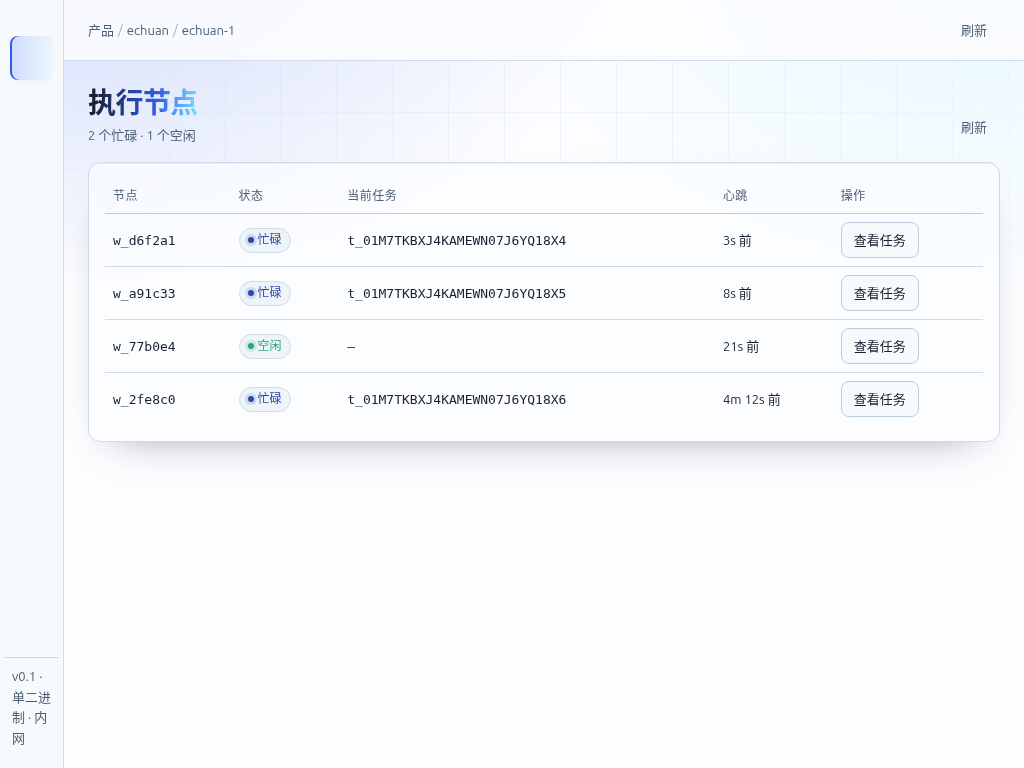 产品 / echuan / echuan-1
刷新
执行节点
2 个忙碌 · 1 个空闲
刷新
节点 状态 当前任务 心跳 操作
w_d6f2a1 忙碌 t_01M7TKBXJ4KAMEWN07J6YQ18X4 3s 前 查看任务
w_a91c33 忙碌 t_01M7TKBXJ4KAMEWN07J6YQ18X5 8s 前 查看任务
w_77b0e4 空闲 — 21s 前 查看任务
w_2fe8c0 忙碌 t_01M7TKBXJ4KAMEWN07J6YQ18X6 4m 12s 前 查看任务
v0.1 ·
单二进
制 · 内
网